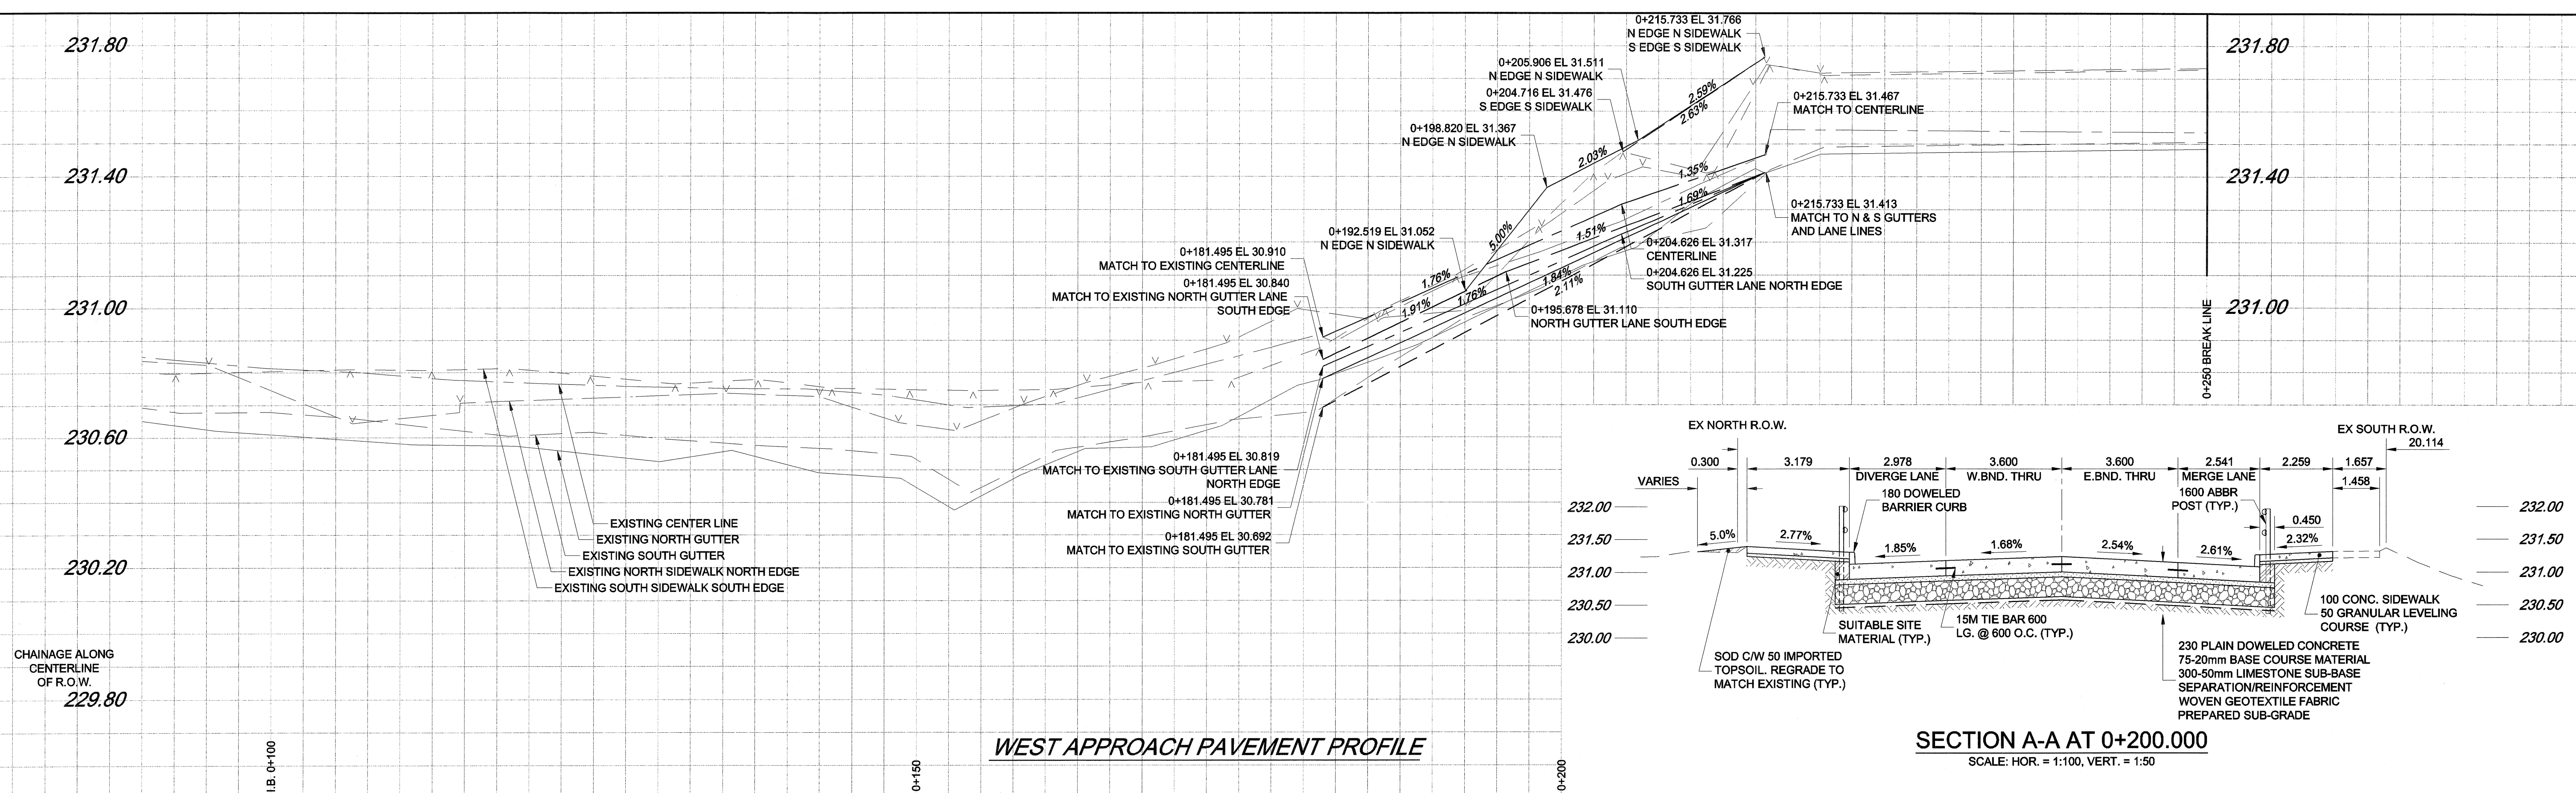 231.80
231.40
231.00
230.60
230.20
229.80
CHAINAGE ALONG
CENTERLINE
OF R.O.W.
0+215.733 EL 31.766
N EDGE N SIDEWALK
S EDGE S SIDEWALK
0+205.906 EL 31.511
N EDGE N SIDEWALK
0+204.716 EL 31.476
S EDGE S SIDEWALK
0+198.820 EL 31.367
N EDGE N SIDEWALK
0+192.519 EL 31.052
N EDGE N SIDEWALK
0+181.495 EL 30.910
MATCH TO EXISTING CENTERLINE
0+181.495 EL 30.840
MATCH TO EXISTING NORTH GUTTER LANE
SOUTH EDGE
2.59%
2.63%
2.03%
5.00%
1.35%
1.69%
1.51%
1.76%
1.91%
1.76%
1.84%
2.11%
0+215.733 EL 31.467
MATCH TO CENTERLINE
0+215.733 EL 31.413
MATCH TO N & S GUTTERS
AND LANE LINES
0+204.626 EL 31.317
CENTERLINE
0+204.626 EL 31.225
SOUTH GUTTER LANE NORTH EDGE
0+195.678 EL 31.110
NORTH GUTTER LANE SOUTH EDGE
0+181.495 EL 30.819
MATCH TO EXISTING SOUTH GUTTER LANE
NORTH EDGE
0+181.495 EL 30.781
MATCH TO EXISTING NORTH GUTTER
0+181.495 EL 30.692
MATCH TO EXISTING SOUTH GUTTER
EXISTING CENTER LINE
EXISTING NORTH GUTTER
EXISTING SOUTH GUTTER
EXISTING NORTH SIDEWALK NORTH EDGE
EXISTING SOUTH SIDEWALK SOUTH EDGE
231.80
231.40
231.00
0+250 BREAK LINE
I.B. 0+100
0+150
0+200
WEST APPROACH PAVEMENT PROFILE
EX NORTH R.O.W.
EX SOUTH R.O.W.
20.114
0.300
3.179
2.978
3.600
3.600
2.541
2.259
1.657
VARIES
DIVERGE LANE
W.BND. THRU
E.BND. THRU
MERGE LANE
1.458
180 DOWELED
BARRIER CURB
1600 ABBR
POST (TYP.)
0.450
232.00
231.50
231.00
230.50
230.00
5.0%
2.77%
1.85%
1.68%
2.54%
2.61%
2.32%
232.00
231.50
231.00
230.50
230.00
SUITABLE SITE
MATERIAL (TYP.)
15M TIE BAR 600
LG. @ 600 O.C. (TYP.)
100 CONC. SIDEWALK
50 GRANULAR LEVELING
COURSE (TYP.)
SOD C/W 50 IMPORTED
TOPSOIL. REGRADE TO
MATCH EXISTING (TYP.)
230 PLAIN DOWELED CONCRETE
75-20mm BASE COURSE MATERIAL
300-50mm LIMESTONE SUB-BASE
SEPARATION/REINFORCEMENT
WOVEN GEOTEXTILE FABRIC
PREPARED SUB-GRADE
SECTION A-A AT 0+200.000
SCALE: HOR. = 1:100, VERT. = 1:50